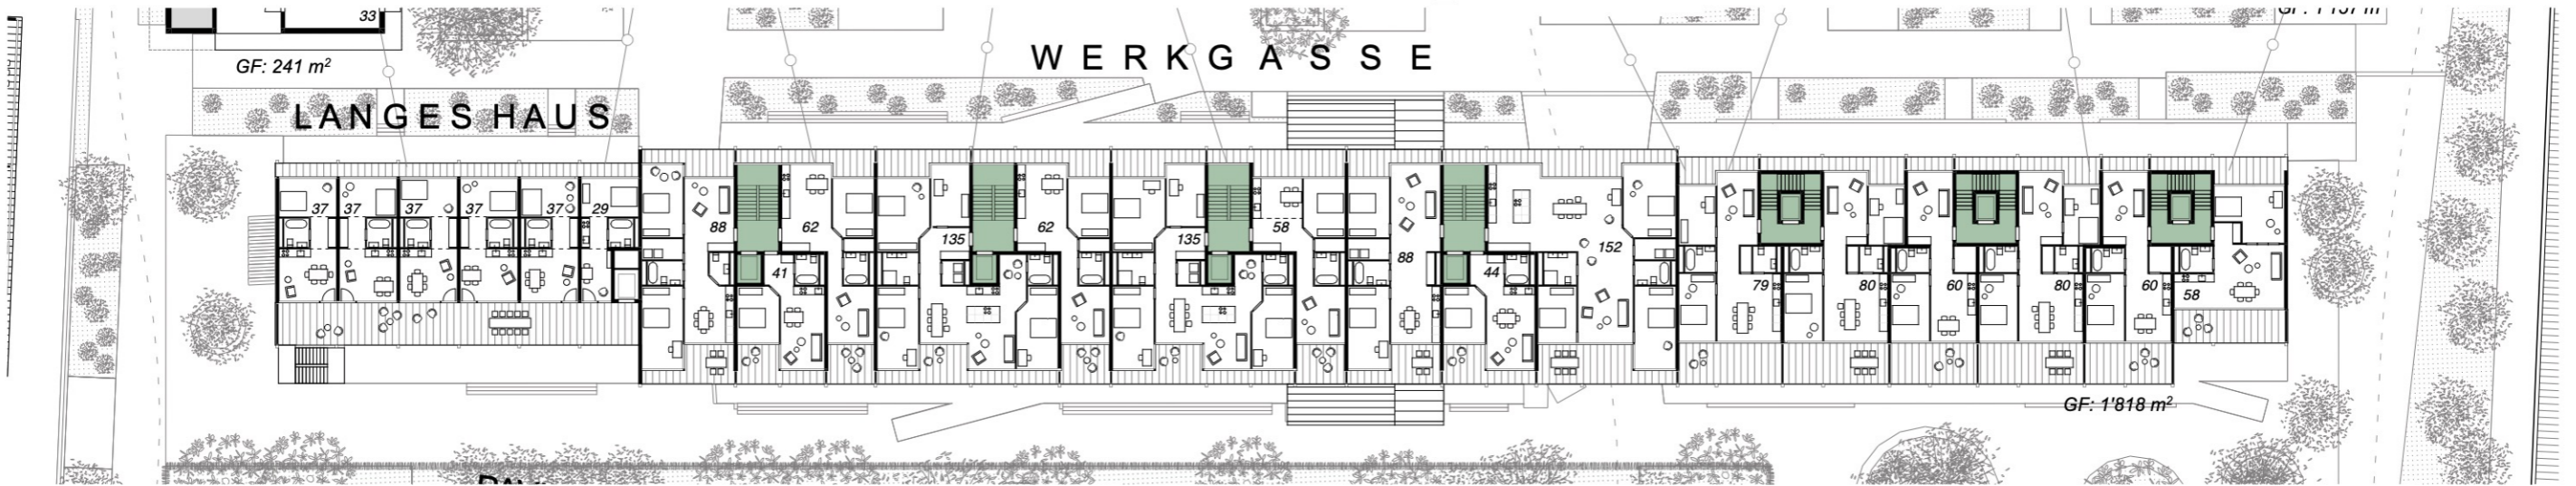 33
GF: 241 m²
WERKGASSE
LANGES HAUS
37 37 37 37 37 29
88 62 135 62 135 58 88 152
41 44
79 80 60 80 60 58
GF: 1'818 m²